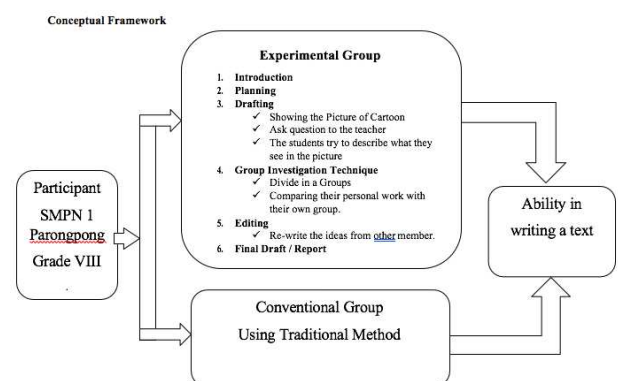 Conceptual Framework
Participant
SMPN 1
Parongpong
Grade VIII
.
Experimental Group
1. Introduction
2. Planning
3. Drafting
✓ Showing the Picture of Cartoon
✓ Ask question to the teacher
✓ The students try to describe what they
see in the picture
4. Group Investigation Technique
✓ Divide in a Groups
✓ Comparing their personal work with
their own group.
5. Editing
✓ Re-write the ideas from other member.
6. Final Draft / Report
Conventional Group
Using Traditional Method
Ability in
writing a text